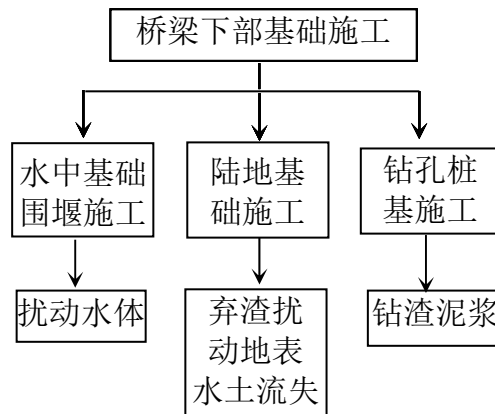 桥梁下部基础施工
水中基础
围堰施工
陆地基
础施工
钻孔桩
基施工
扰动水体
弃渣扰
动地表
水土流失
钻渣泥浆